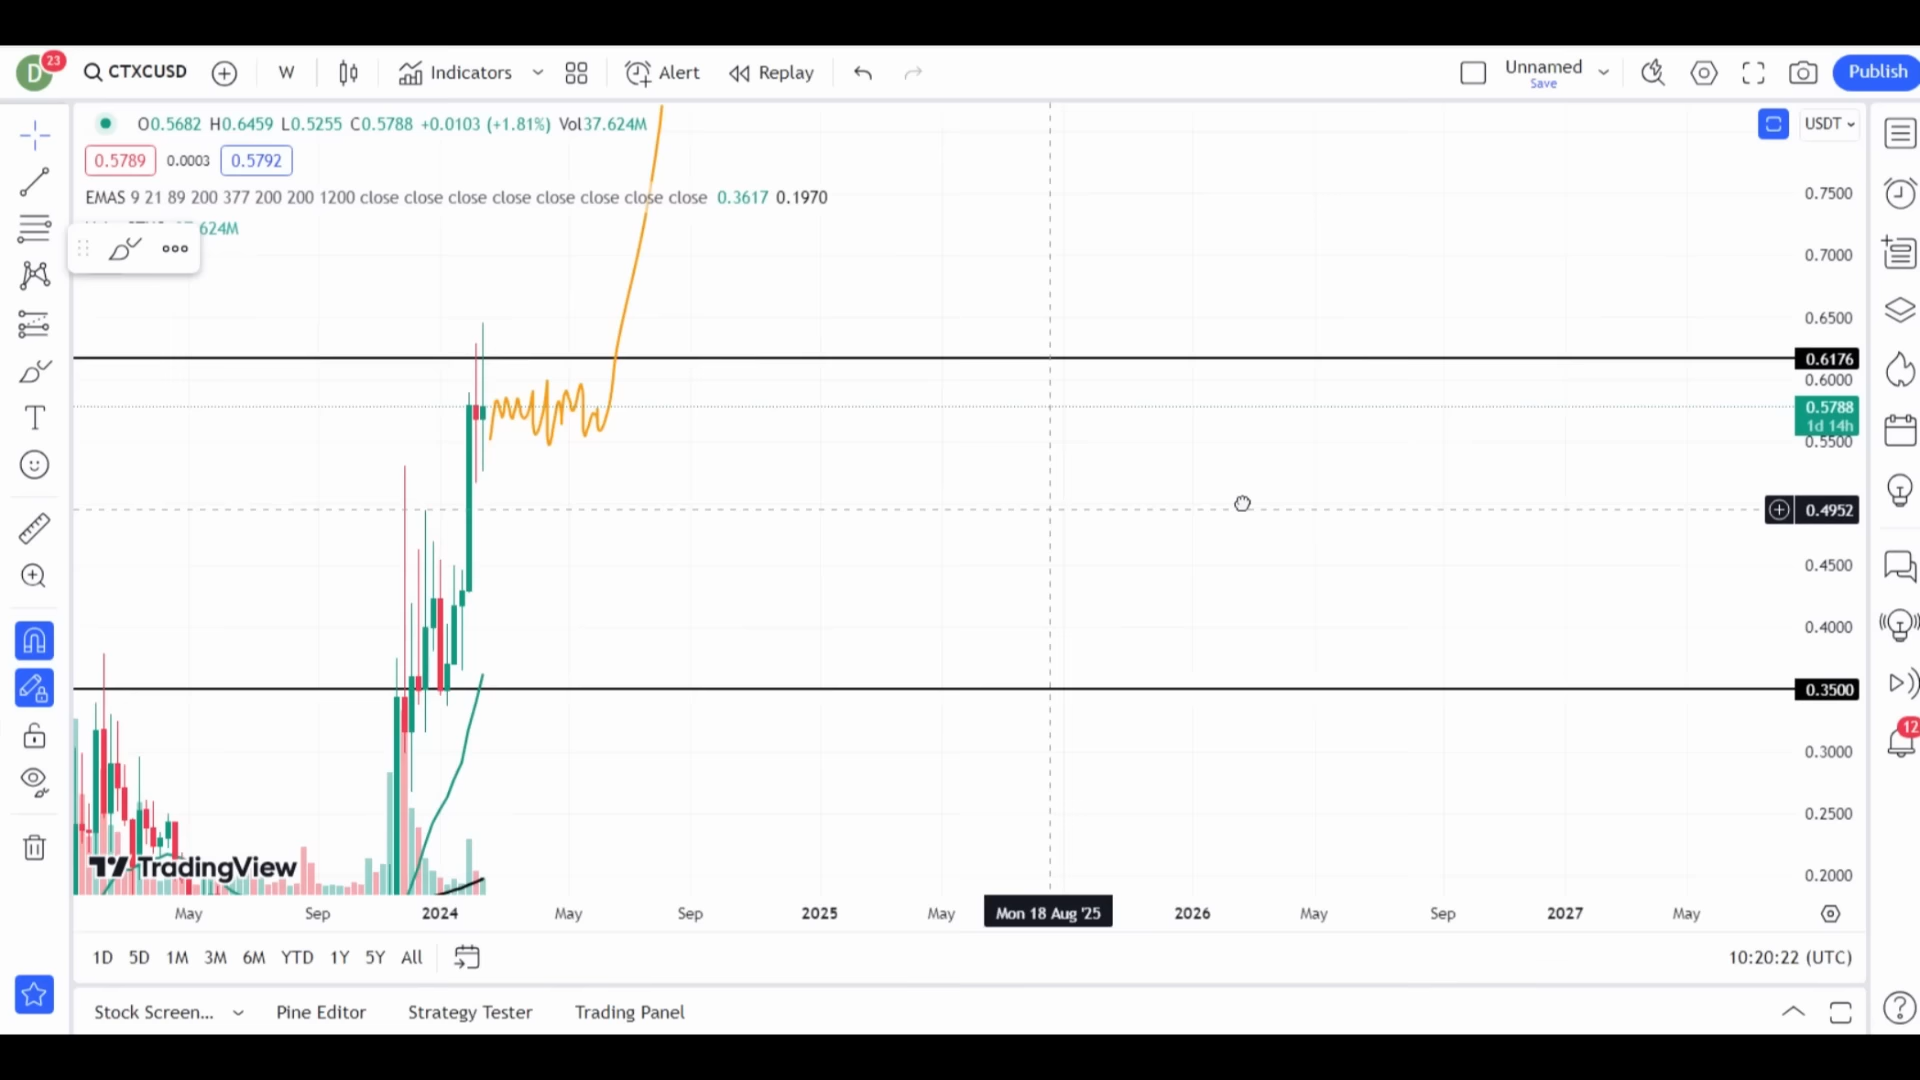 D 23 CTXCUSD W Indicators Alert Replay Unnamed Save Publish
O0.5682 H0.6459 L0.5255 C0.5788 +0.0103 (+1.81%) Vol37.624M
USDT
0.5789 0.0003 0.5792
EMAS 9 21 89 200 377 200 200 1200 close close close close close close close close 0.3617 0.1970
624M
0.7500
0.7000
0.6500
0.6176
0.6000
0.5788
1d 14h
0.5500
0.4952
0.4500
0.4000
0.3500
0.3000
0.2500
0.2000
12
TradingView
May Sep 2024 May Sep 2025 May Mon 18 Aug '25 2026 May Sep 2027 May
1D 5D 1M 3M 6M YTD 1Y 5Y All 10:20:22 (UTC)
Stock Screen... Pine Editor Strategy Tester Trading Panel